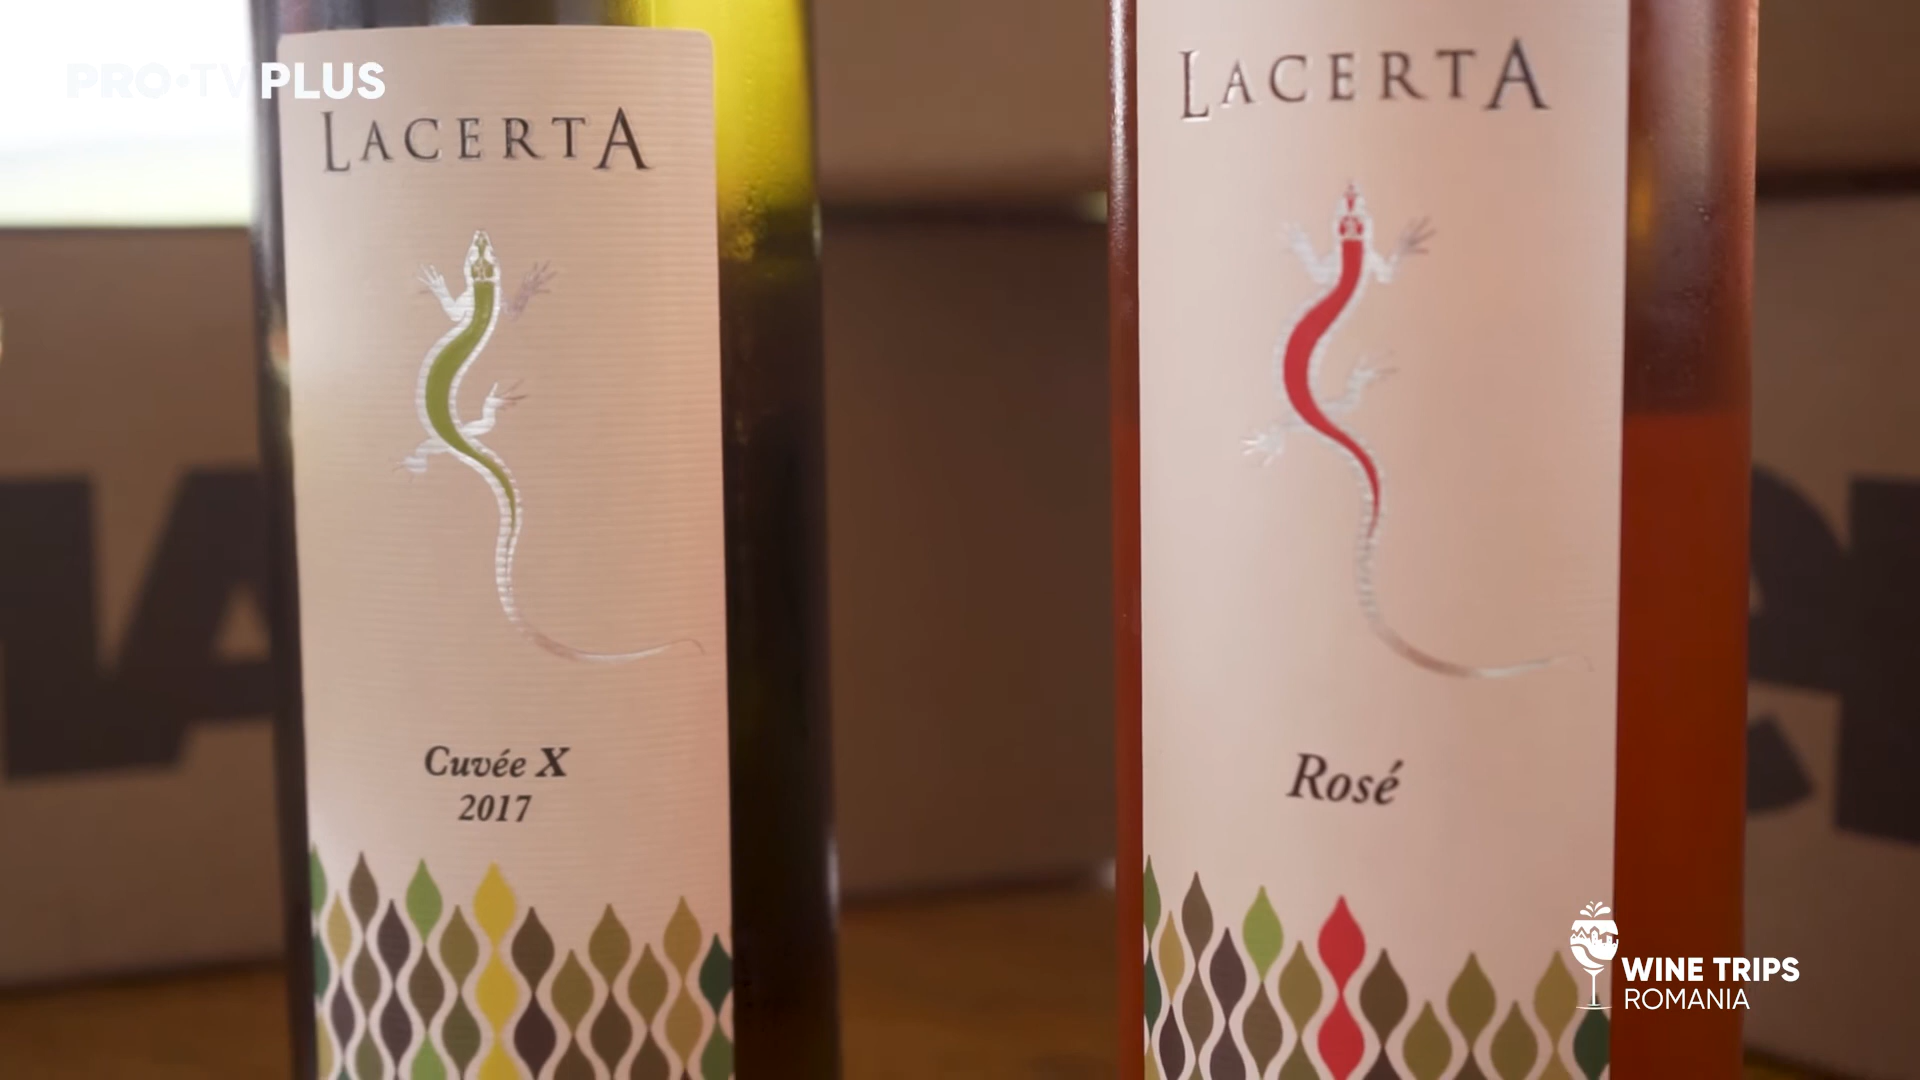 PRO•TV PLUS
LACERTA
Cuvée X
2017
LACERTA
Rosé
WINE TRIPS
ROMANIA